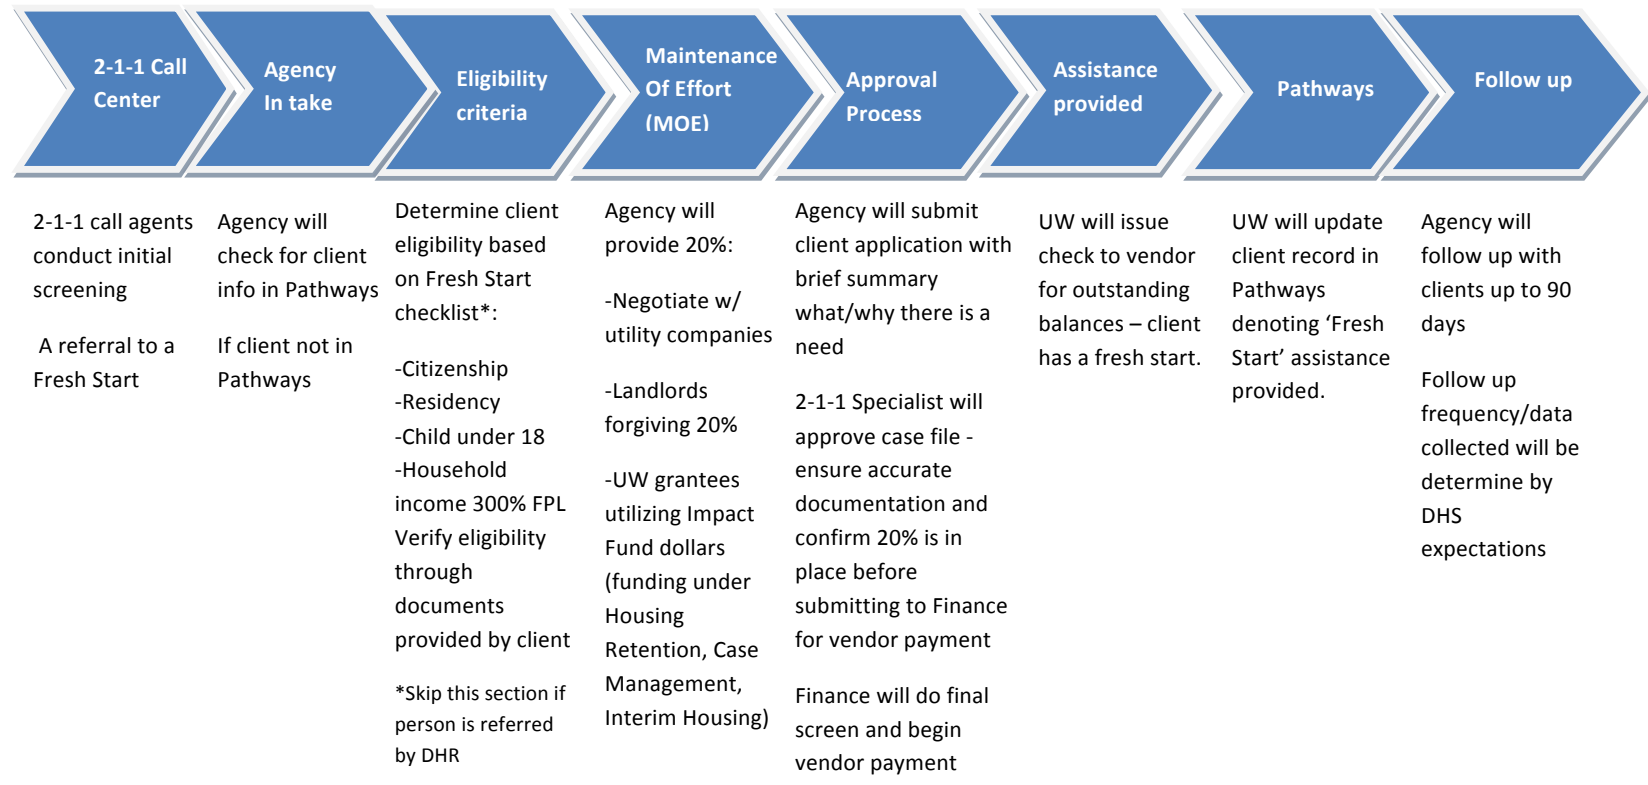 2-1-1 Call
Center
Agency
In take
Eligibility
criteria
Maintenance
Of Effort
(MOE)
Approval
Process
Assistance
provided
Pathways
Follow up
2-1-1 call agents
conduct initial
screening
A referral to a
Fresh Start
Agency will
check for client
info in Pathways
If client not in
Pathways
Determine client
eligibility based
on Fresh Start
checklist*:
-Citizenship
-Residency
-Child under 18
-Household
income 300% FPL
Verify eligibility
through
documents
provided by client
*Skip this section if
person is referred
by DHR
Agency will
provide 20%:
-Negotiate w/
utility companies
-Landlords
forgiving 20%
-UW grantees
utilizing Impact
Fund dollars
(funding under
Housing
Retention, Case
Management,
Interim Housing)
Agency will submit
client application with
brief summary
what/why there is a
need
2-1-1 Specialist will
approve case file -
ensure accurate
documentation and
confirm 20% is in
place before
submitting to Finance
for vendor payment
Finance will do final
screen and begin
vendor payment
UW will issue
check to vendor
for outstanding
balances – client
has a fresh start.
UW will update
client record in
Pathways
denoting ‘Fresh
Start’ assistance
provided.
Agency will
follow up with
clients up to 90
days
Follow up
frequency/data
collected will be
determine by
DHS
expectations